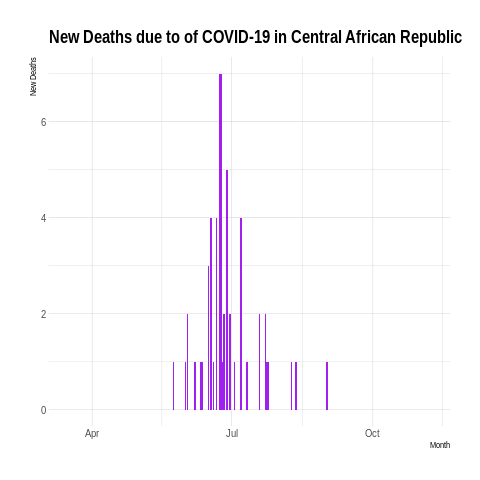 New Deaths due to of COVID-19 in Central African Republic
New Deaths
6
4
2
0
Apr
Jul
Oct
Month